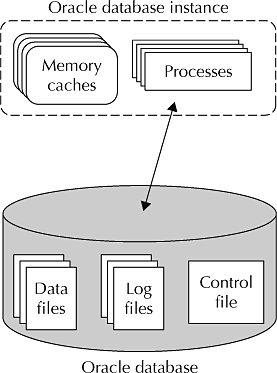 Oracle database instance
Memory
caches
Processes
Data
files
Log
files
Control
file
Oracle database